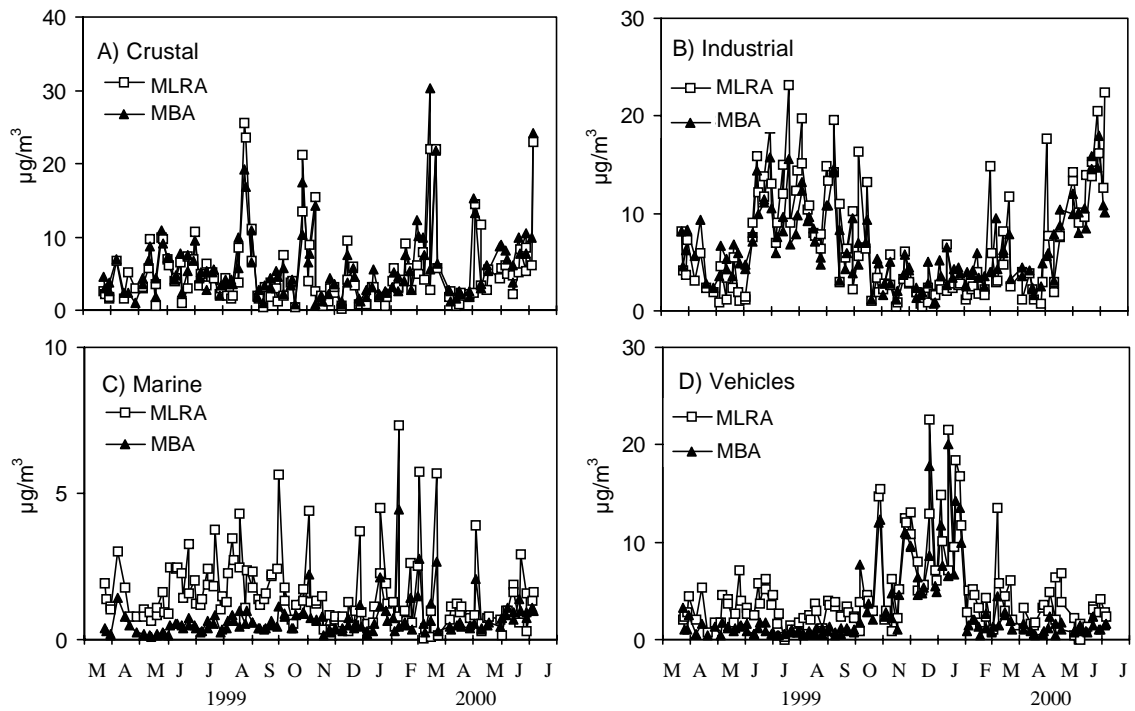 A) Crustal
MLRA
MBA
µg/m³
40
30
20
10
0
B) Industrial
MLRA
MBA
µg/m³
30
20
10
0
C) Marine
MLRA
MBA
µg/m³
10
5
0
M A M J J A S O N D J F M A M J J
1999 2000
D) Vehicles
MLRA
MBA
µg/m³
30
20
10
0
M A M J J A S O N D J F M A M J J
1999 2000